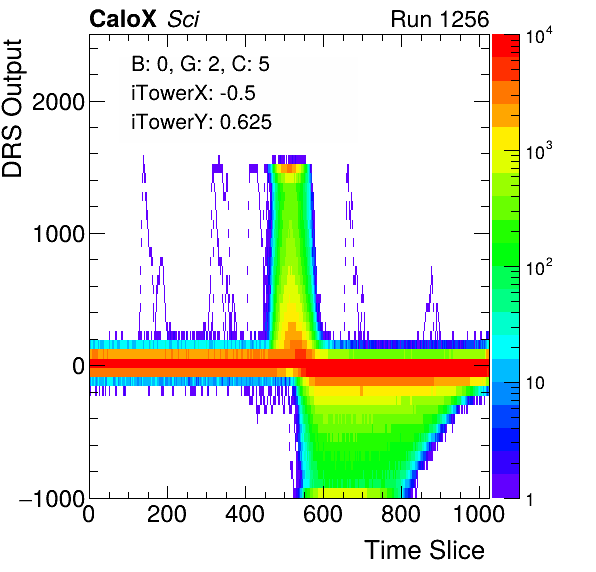 CaloX Sci Run 1256
B: 0, G: 2, C: 5
iTowerX: -0.5
iTowerY: 0.625
DRS Output
2000
1000
0
−1000
0 200 400 600 800 1000
Time Slice
10^4
10^3
10^2
10
1